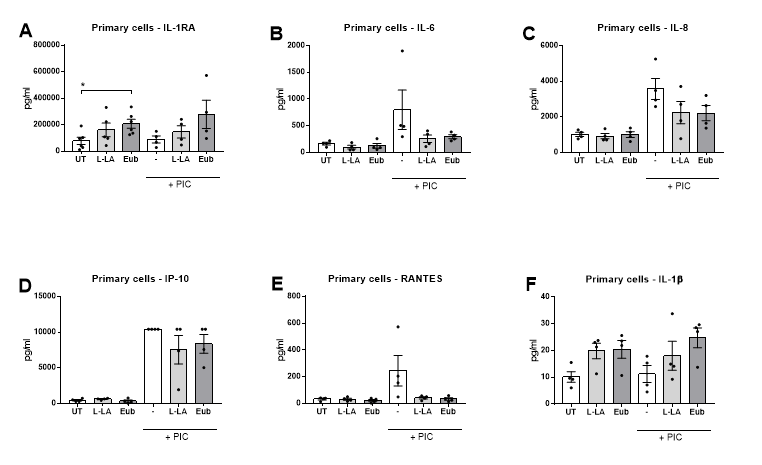 A
Primary cells - IL-1RA
pg/ml
800000
600000
400000
200000
0
*
UT L-LA Eub - L-LA Eub
+ PIC
B
Primary cells - IL-6
pg/ml
2000
1500
1000
500
0
UT L-LA Eub - L-LA Eub
+ PIC
C
Primary cells - IL-8
pg/ml
6000
4000
2000
0
UT L-LA Eub - L-LA Eub
+ PIC
D
Primary cells - IP-10
pg/ml
15000
10000
5000
0
UT L-LA Eub - L-LA Eub
+ PIC
E
Primary cells - RANTES
pg/ml
800
600
400
200
0
UT L-LA Eub - L-LA Eub
+ PIC
F
Primary cells - IL-1β
pg/ml
40
30
20
10
0
UT L-LA Eub - L-LA Eub
+ PIC